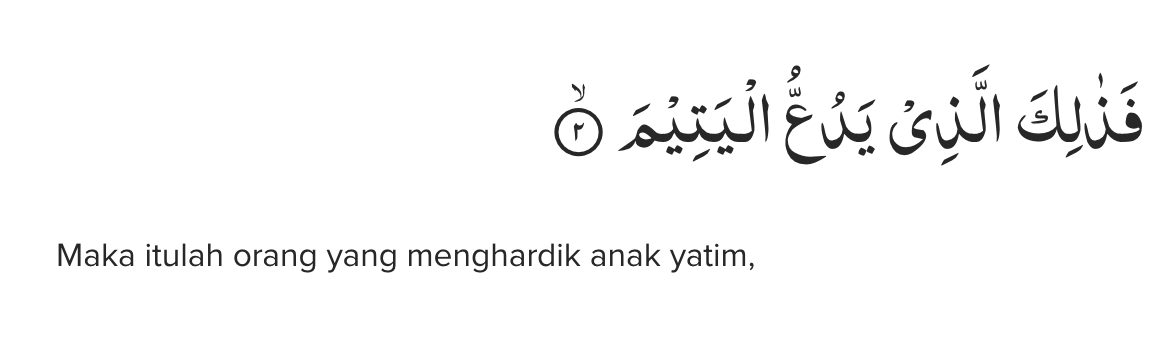 فَذٰلِكَ الَّذِيْ يَدُعُّ الْيَتِيْمَۙ ٢
Maka itulah orang yang menghardik anak yatim,